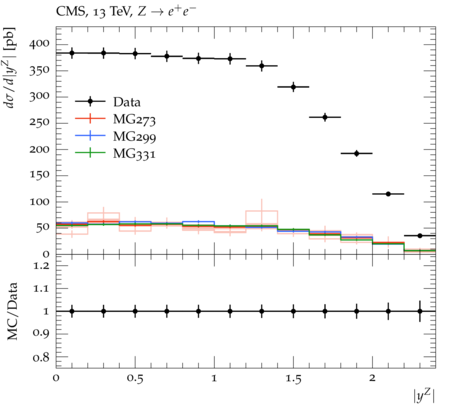 CMS, 13 TeV, Z → e⁺e⁻
dσ/d|y^Z| [pb]
400
350
300
250
200
150
100
50
0
Data
MG273
MG299
MG331
MC/Data
1.2
1.1
1
0.9
0.8
0 0.5 1 1.5 2
|y^Z|